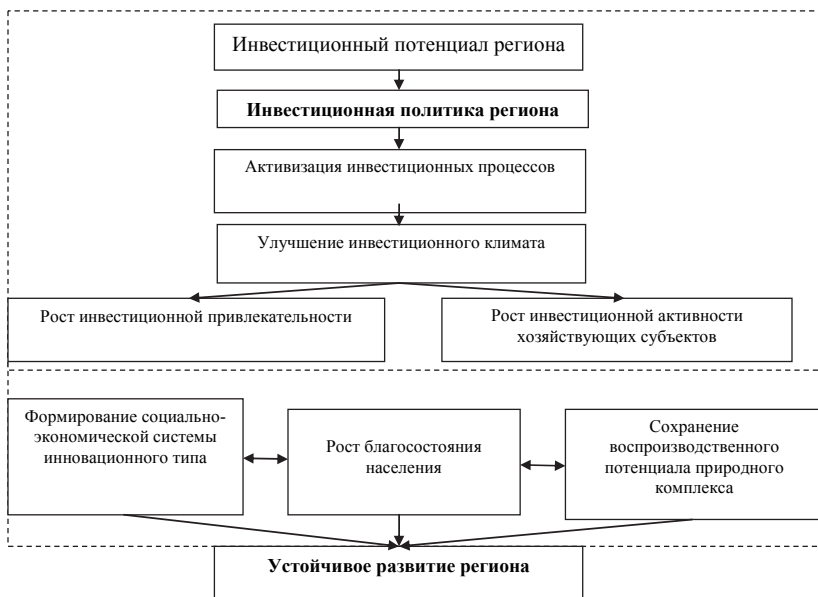 Инвестиционный потенциал региона
Инвестиционная политика региона
Активизация инвестиционных процессов
Улучшение инвестиционного климата
Рост инвестиционной привлекательности
Рост инвестиционной активности
хозяйствующих субъектов
Формирование социально-
экономической системы
инновационного типа
Рост благосостояния
населения
Сохранение
воспроизводственного
потенциала природного
комплекса
Устойчивое развитие региона